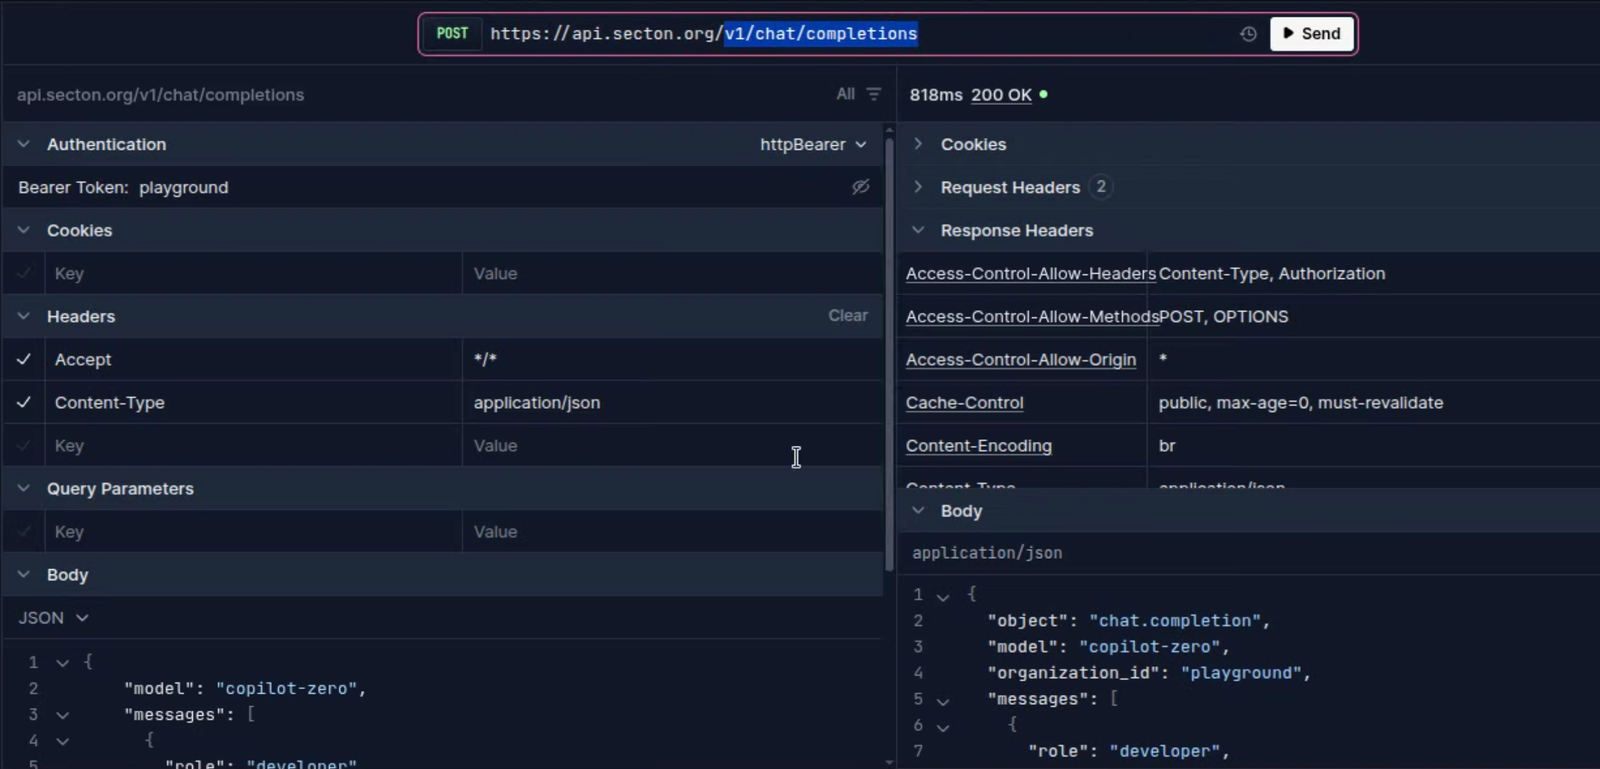 POST https://api.secton.org/v1/chat/completions Send
api.secton.org/v1/chat/completions All
Authentication httpBearer
Bearer Token: playground
Cookies
Key Value
Headers Clear
Accept */*
Content-Type application/json
Key Value
Query Parameters
Key Value
Body
JSON
1 {
2 "model": "copilot-zero",
3 "messages": [
4 {
5 "role": "developer"
818ms 200 OK
Cookies
Request Headers 2
Response Headers
Access-Control-Allow-Headers Content-Type, Authorization
Access-Control-Allow-Methods POST, OPTIONS
Access-Control-Allow-Origin *
Cache-Control public, max-age=0, must-revalidate
Content-Encoding br
Content-Type application/json
Body
application/json
1 {
2 "object": "chat.completion",
3 "model": "copilot-zero",
4 "organization_id": "playground",
5 "messages": [
6 {
7 "role": "developer",